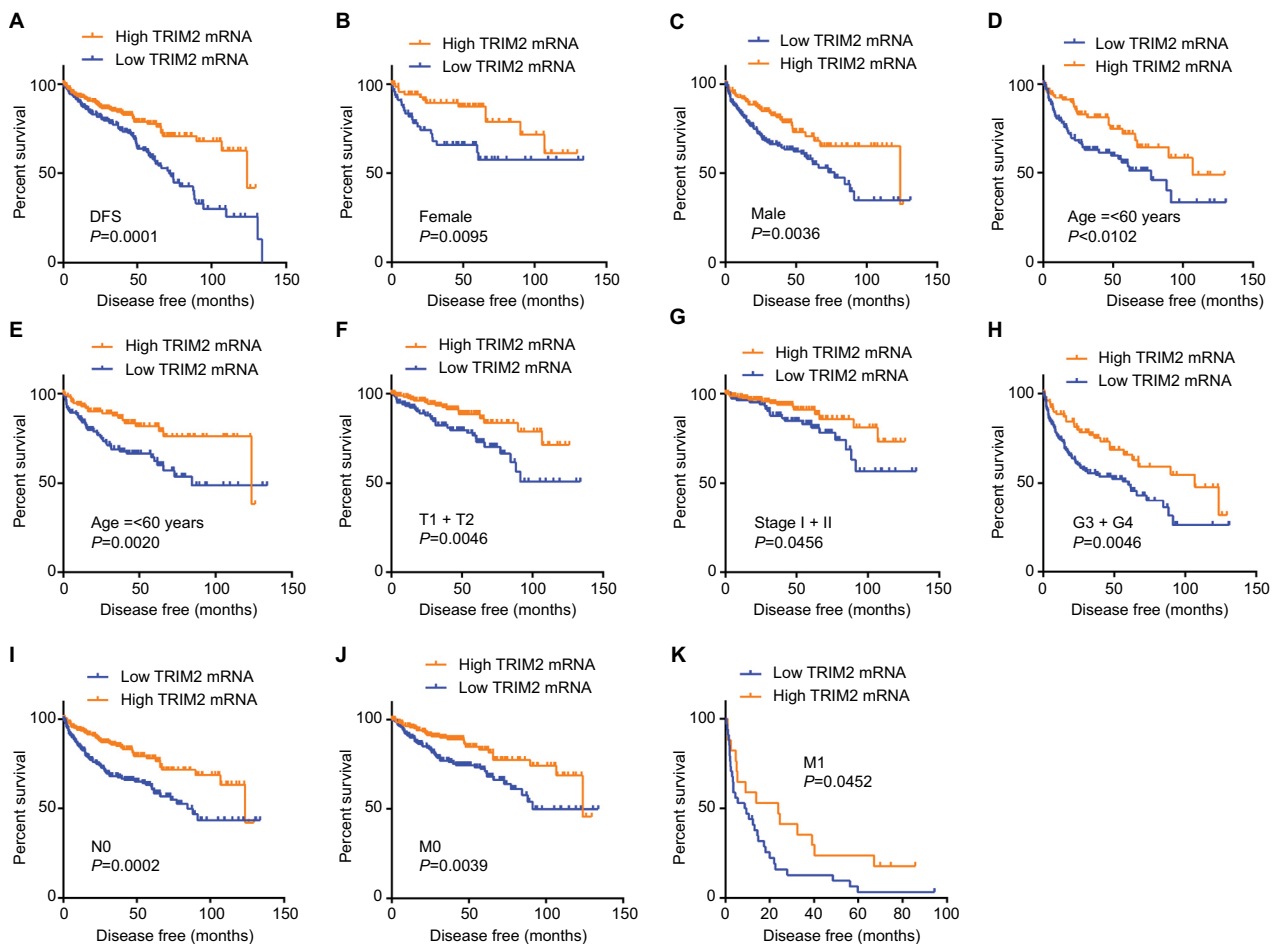 A
High TRIM2 mRNA
Low TRIM2 mRNA
100
50
0
Percent survival
DFS
P=0.0001
0 50 100 150
Disease free (months)
B
High TRIM2 mRNA
Low TRIM2 mRNA
100
50
0
Percent survival
Female
P=0.0095
0 50 100 150
Disease free (months)
C
Low TRIM2 mRNA
High TRIM2 mRNA
100
50
0
Percent survival
Male
P=0.0036
0 50 100 150
Disease free (months)
D
Low TRIM2 mRNA
High TRIM2 mRNA
100
50
0
Percent survival
Age =<60 years
P<0.0102
0 50 100 150
Disease free (months)
E
High TRIM2 mRNA
Low TRIM2 mRNA
100
50
0
Percent survival
Age =<60 years
P=0.0020
0 50 100 150
Disease free (months)
F
High TRIM2 mRNA
Low TRIM2 mRNA
100
50
0
Percent survival
T1 + T2
P=0.0046
0 50 100 150
Disease free (months)
G
High TRIM2 mRNA
Low TRIM2 mRNA
100
50
0
Percent survival
Stage I + II
P=0.0456
0 50 100 150
Disease free (months)
H
High TRIM2 mRNA
Low TRIM2 mRNA
100
50
0
Percent survival
G3 + G4
P=0.0046
0 50 100 150
Disease free (months)
I
Low TRIM2 mRNA
High TRIM2 mRNA
100
50
0
Percent survival
N0
P=0.0002
0 50 100 150
Disease free (months)
J
High TRIM2 mRNA
Low TRIM2 mRNA
100
50
0
Percent survival
M0
P=0.0039
0 50 100 150
Disease free (months)
K
Low TRIM2 mRNA
High TRIM2 mRNA
100
50
0
Percent survival
M1
P=0.0452
0 20 40 60 80 100
Disease free (months)